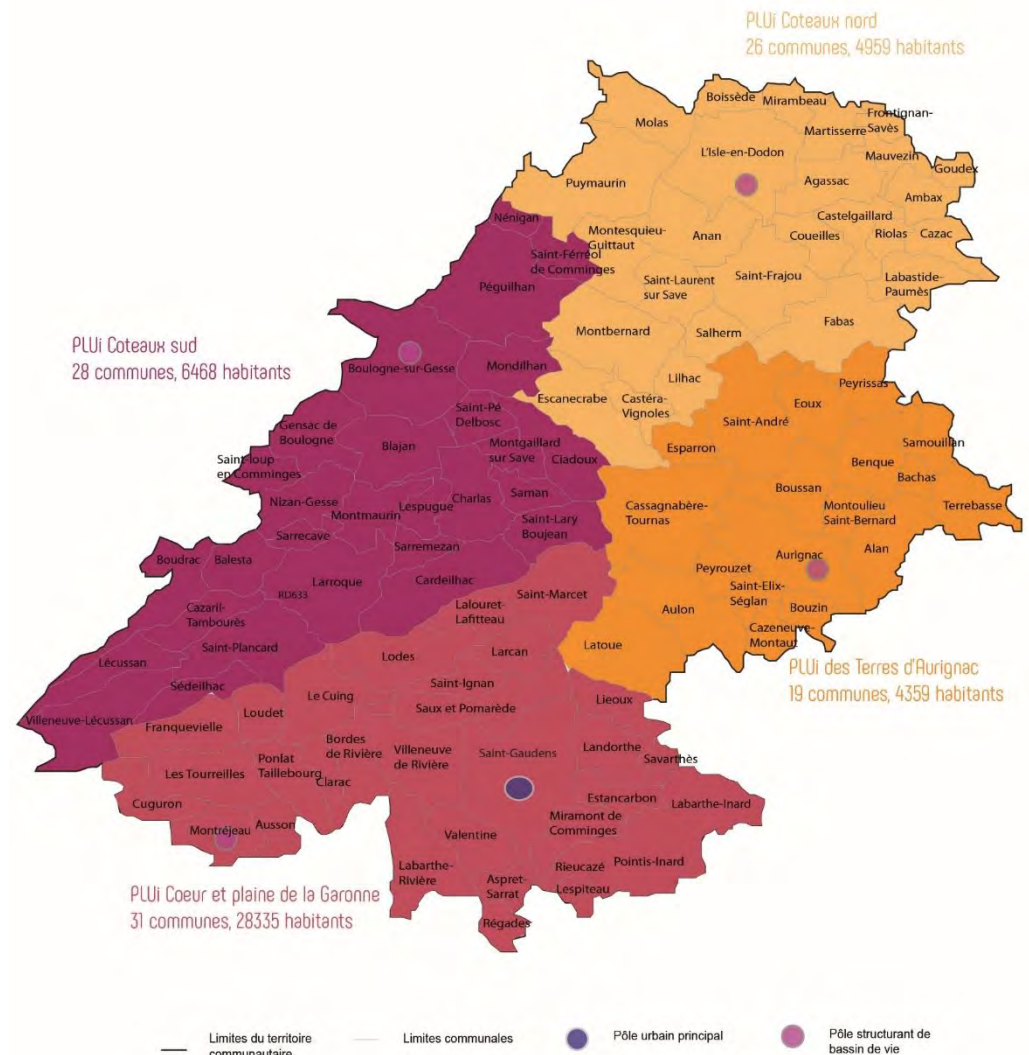 PLUi Coteaux nord
26 communes, 4959 habitants
Boissède
Mirambeau
Frontignan-
Savès
Molas
Martisserre
L'Isle-en-Dodon
Mauvezin
Goudex
Puymaurin
Agassac
Ambax
Nénigan
Castelgaillard
Montesquieu-
Guittaut
Anan
Coueilles
Riolas
Cazac
Saint-Férréol
de Comminges
Péguilhan
Saint-Laurent
sur Save
Saint-Frajou
Labastide-
Paumès
Fabas
Montbernard
Salherm
PLUi Coteaux sud
28 communes, 6468 habitants
Boulogne-sur-Gesse
Mondilhan
Lilhac
Peyrissas
Escanecrabe
Castéra-
Vignoles
Eoux
Saint-Pé
Delbosc
Saint-André
Gensac de
Boulogne
Blajan
Montgaillard
sur Save
Ciadoux
Esparron
Samouillan
Saint-loup
en Comminges
Benque
Bachas
Boussan
Nizan-Gesse
Lespugue
Charlas
Saman
Cassagnabère-
Tournas
Montoulieu
Saint-Bernard
Terrebasse
Montmaurin
Saint-Lary
Boujean
Sarrecave
Sarremezan
Alan
Boudrac
Balesta
Aurignac
Peyrouzet
Larroque
Cardeilhac
RD633
Saint-Marcet
Saint-Elix-
Séglan
Cazaril-
Tambourès
Lalouret-
Lafitteau
Aulon
Bouzin
Cazeneuve-
Montaut
Saint-Plancard
Lodes
Larcan
Latoue
Lécussan
PLUi des Terres d'Aurignac
19 communes, 4359 habitants
Sédeilhac
Saint-Ignan
Le Cuing
Lieoux
Villeneuve-Lécussan
Franquevielle
Loudet
Saux et Pomarède
Bordes
de Rivière
Villeneuve
de Rivière
Saint-Gaudens
Landorthe
Savarthès
Les Tourreilles
Ponlat
Taillebourg
Clarac
Cuguron
Estancarbon
Labarthe-Inard
Miramont de
Comminges
Montréjeau
Ausson
Valentine
Labarthe-
Rivière
Rieucazé
Pointis-Inard
Aspret-
Sarrat
Lespiteau
PLUi Coeur et plaine de la Garonne
31 communes, 28335 habitants
Régades
Limites du territoire
communautaire
Limites communales
Pôle urbain principal
Pôle structurant de
bassin de vie